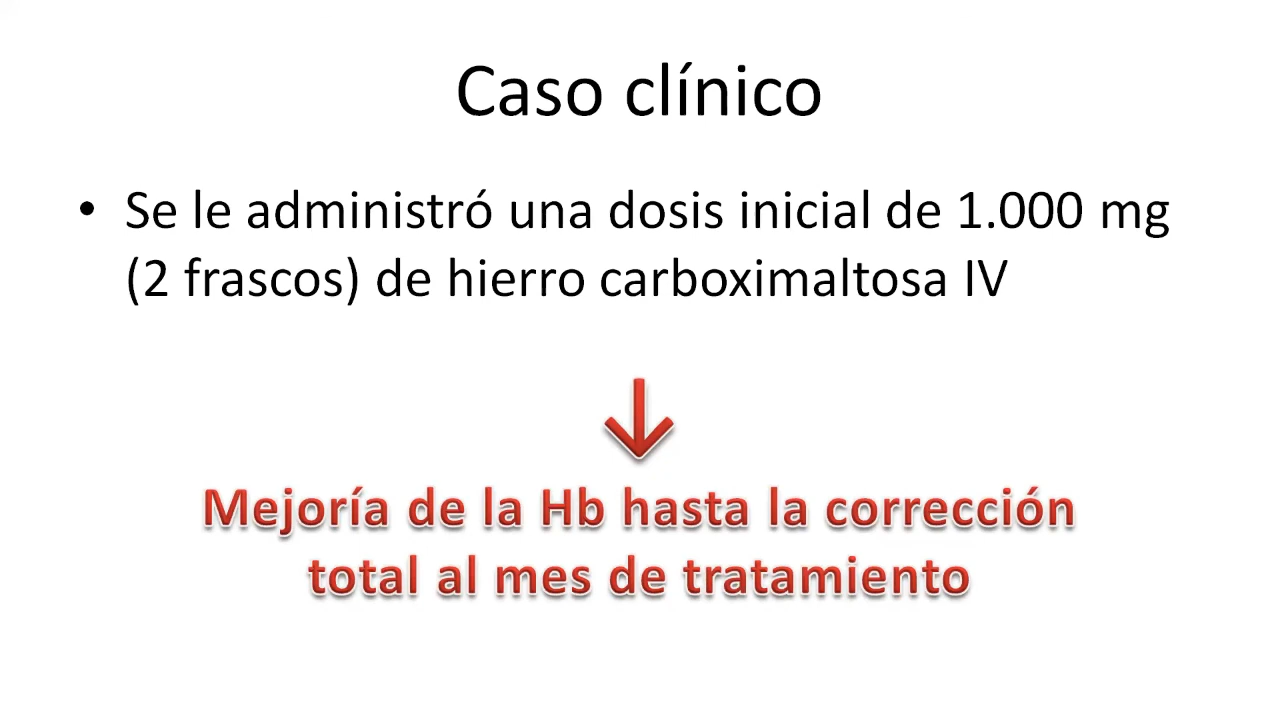 Caso clínico
• Se le administró una dosis inicial de 1.000 mg
(2 frascos) de hierro carboximaltosa IV
Mejoría de la Hb hasta la corrección
total al mes de tratamiento